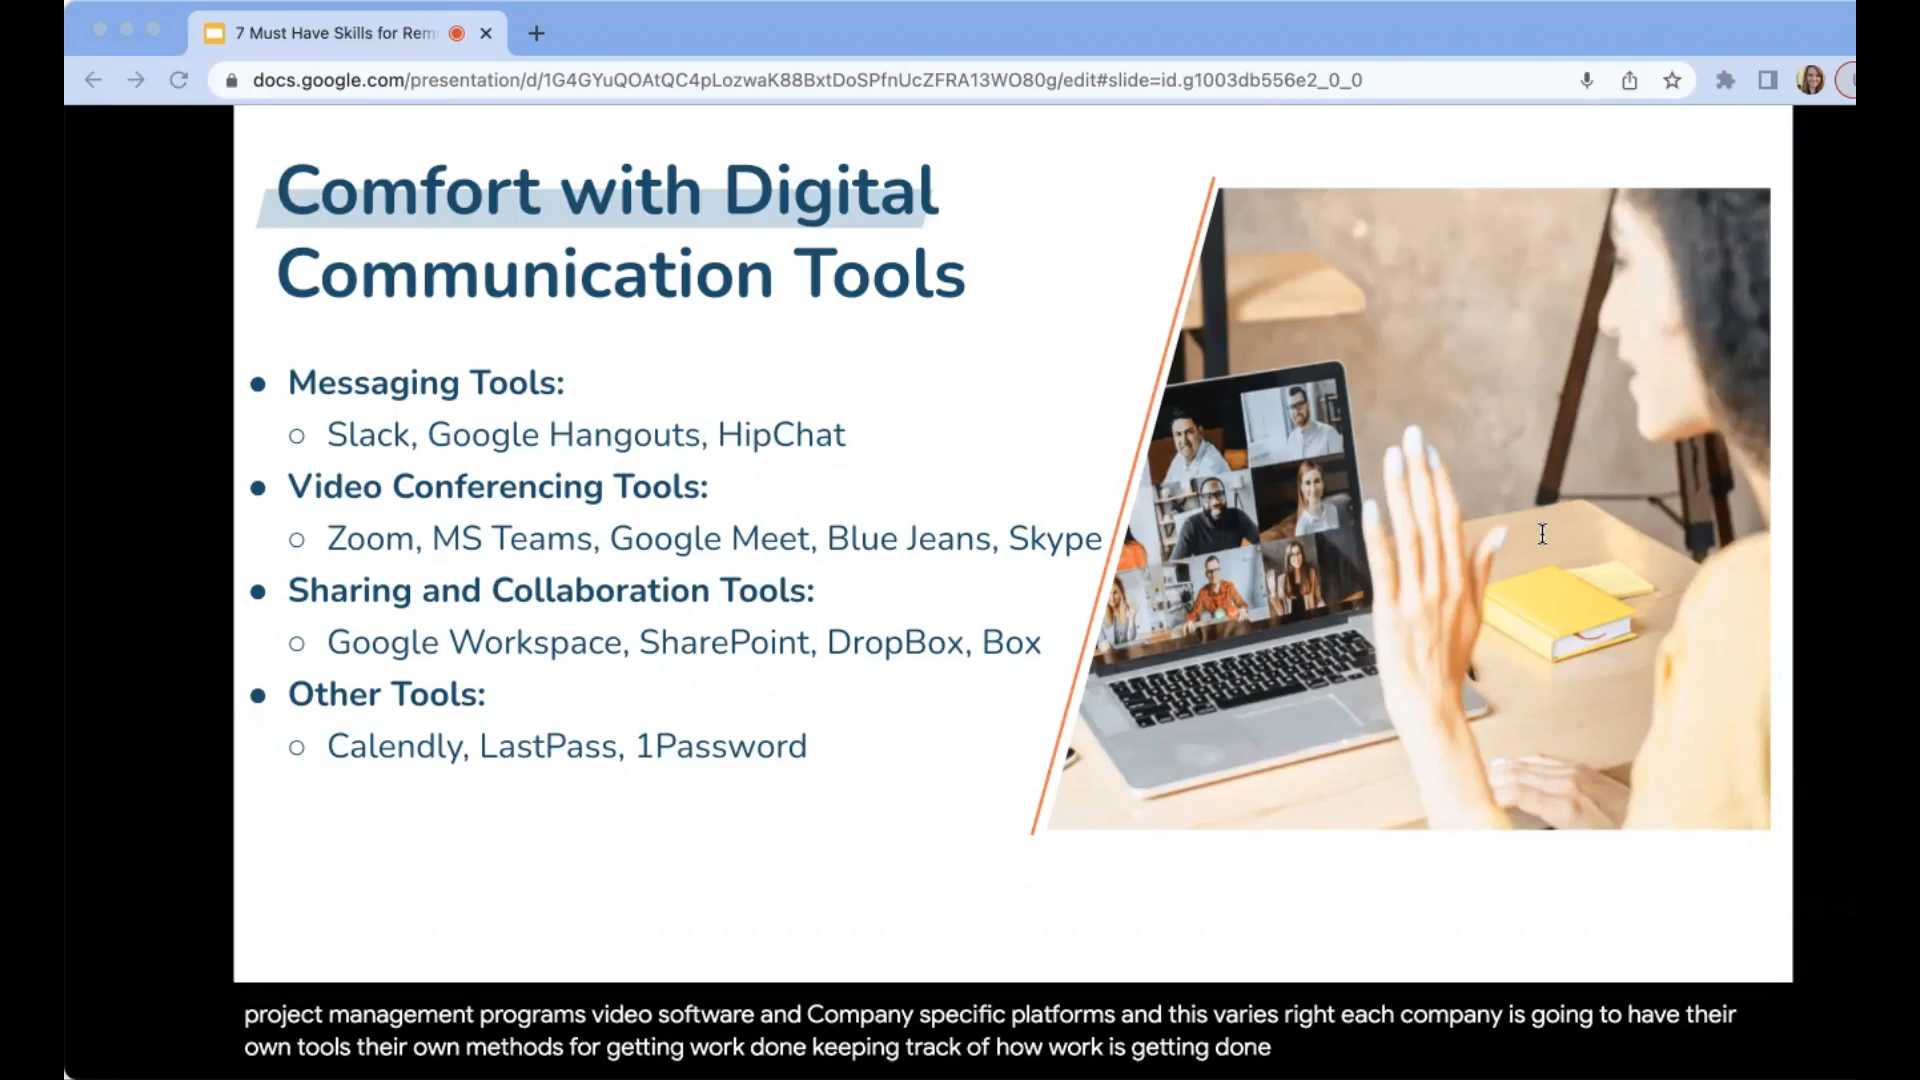 7 Must Have Skills for Rem
docs.google.com/presentation/d/1G4GYuQOAtQC4pLozwaK88BxtDoSPfnUcZFRA13WO80g/edit#slide=id.g1003db556e2_0_0
Comfort with Digital
Communication Tools
● Messaging Tools:
○ Slack, Google Hangouts, HipChat
● Video Conferencing Tools:
○ Zoom, MS Teams, Google Meet, Blue Jeans, Skype
● Sharing and Collaboration Tools:
○ Google Workspace, SharePoint, DropBox, Box
● Other Tools:
○ Calendly, LastPass, 1Password
project management programs video software and Company specific platforms and this varies right each company is going to have their
own tools their own methods for getting work done keeping track of how work is getting done